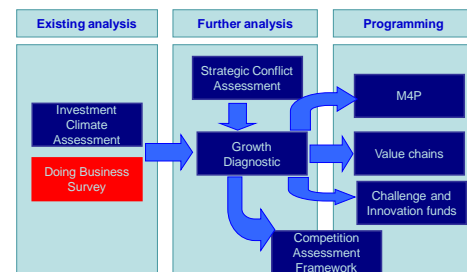 Existing analysis
Further analysis
Programming
Strategic Conflict
Assessment
M4P
Investment
Climate
Assessment
Growth
Diagnostic
Value chains
Doing Business
Survey
Challenge and
Innovation funds
Competition
Assessment
Framework